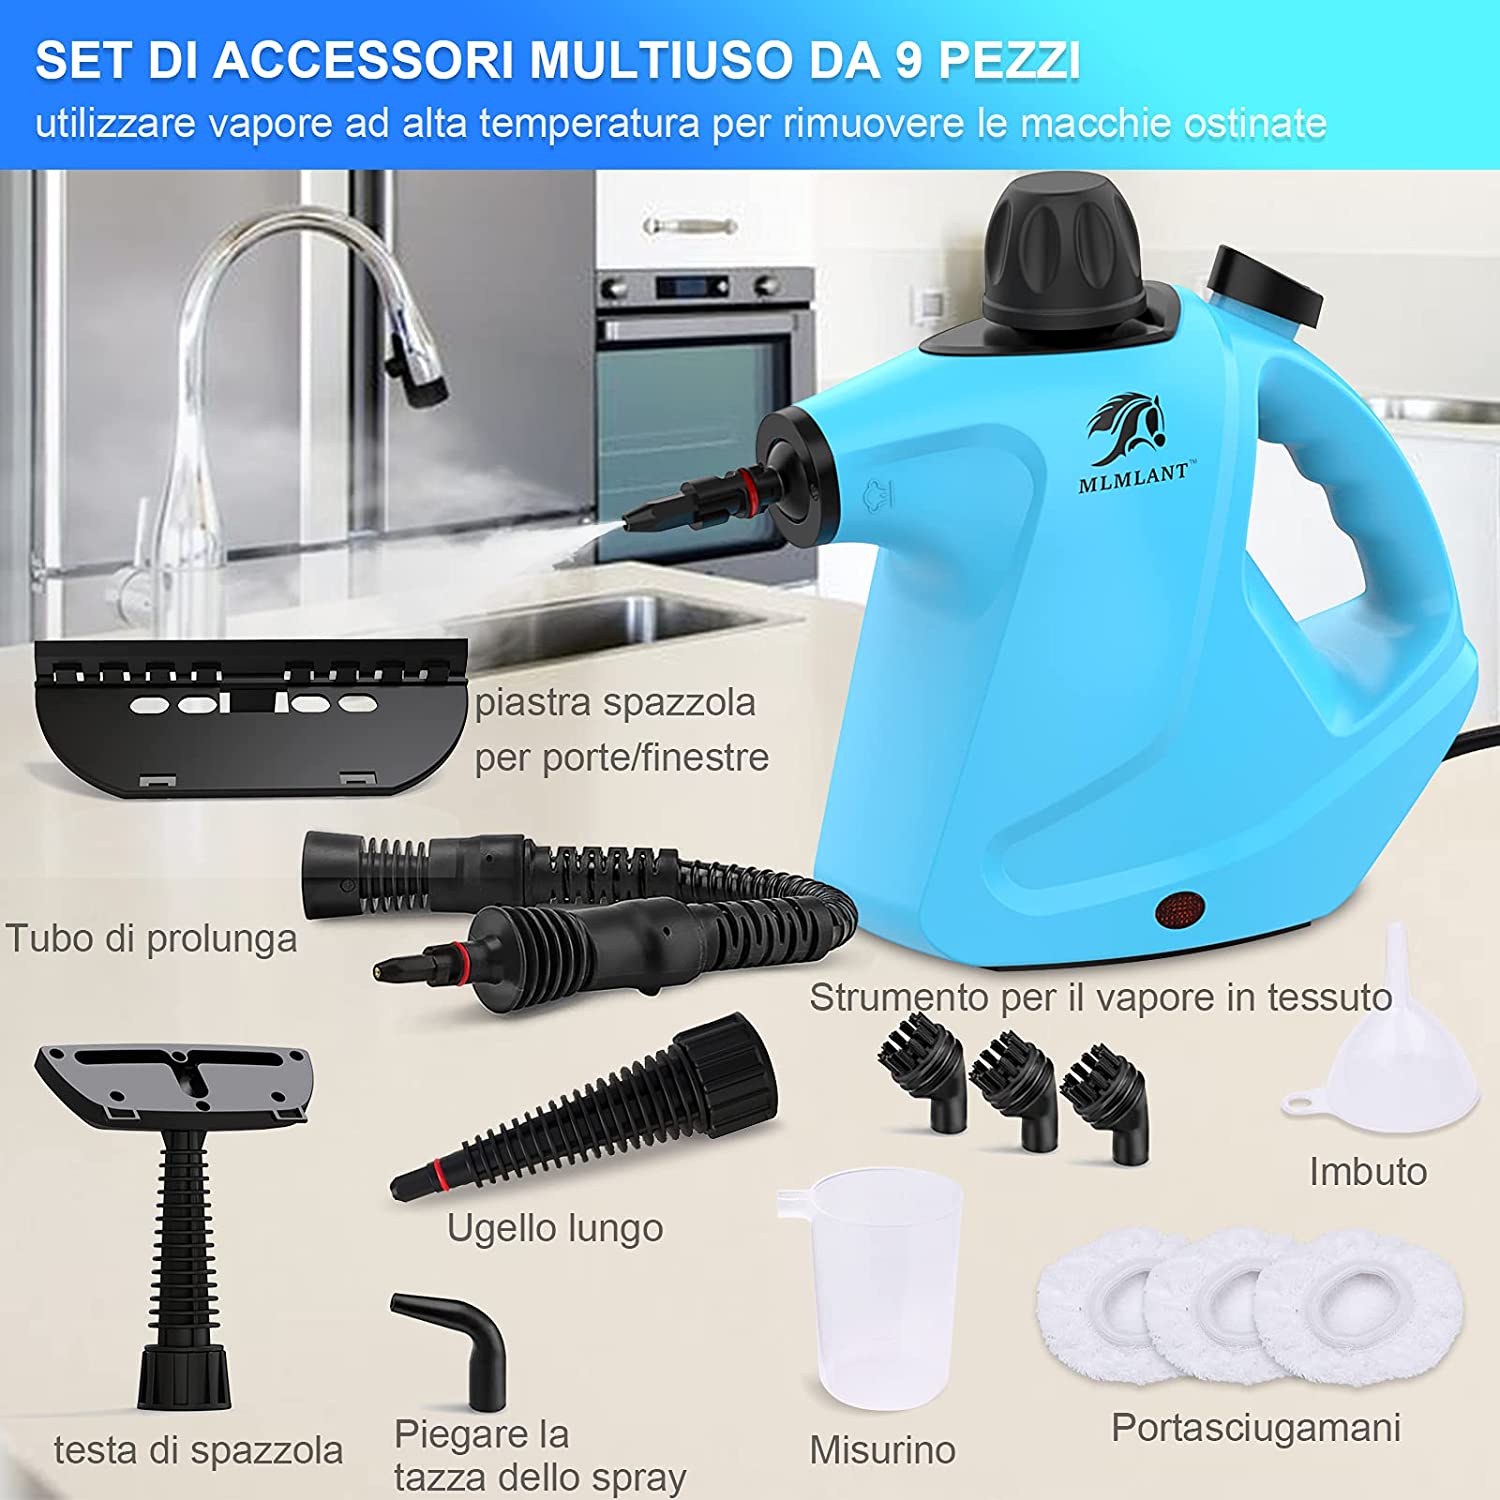 SET DI ACCESSORI MULTIUSO DA 9 PEZZI
utilizzare vapore ad alta temperatura per rimuovere le macchie ostinate
MLMLANT™
piastra spazzola
per porte/finestre
Tubo di prolunga
Strumento per il vapore in tessuto
Imbuto
Ugello lungo
testa di spazzola
Piegare la
tazza dello spray
Misurino
Portasciugamani